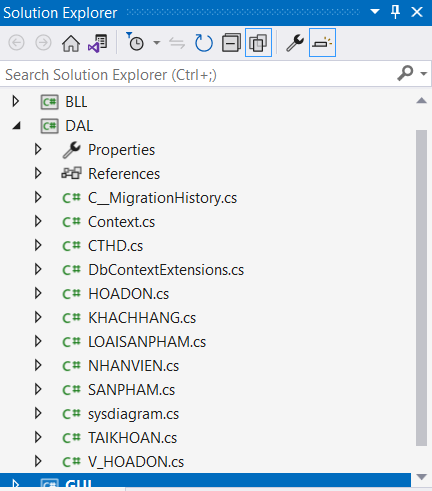 Solution Explorer
Search Solution Explorer (Ctrl+;)
C# BLL
C# DAL
Properties
References
C# C__MigrationHistory.cs
C# Context.cs
C# CTHD.cs
C# DbContextExtensions.cs
C# HOADON.cs
C# KHACHHANG.cs
C# LOAISANPHAM.cs
C# NHANVIEN.cs
C# SANPHAM.cs
C# sysdiagram.cs
C# TAIKHOAN.cs
C# V_HOADON.cs
C# GUI